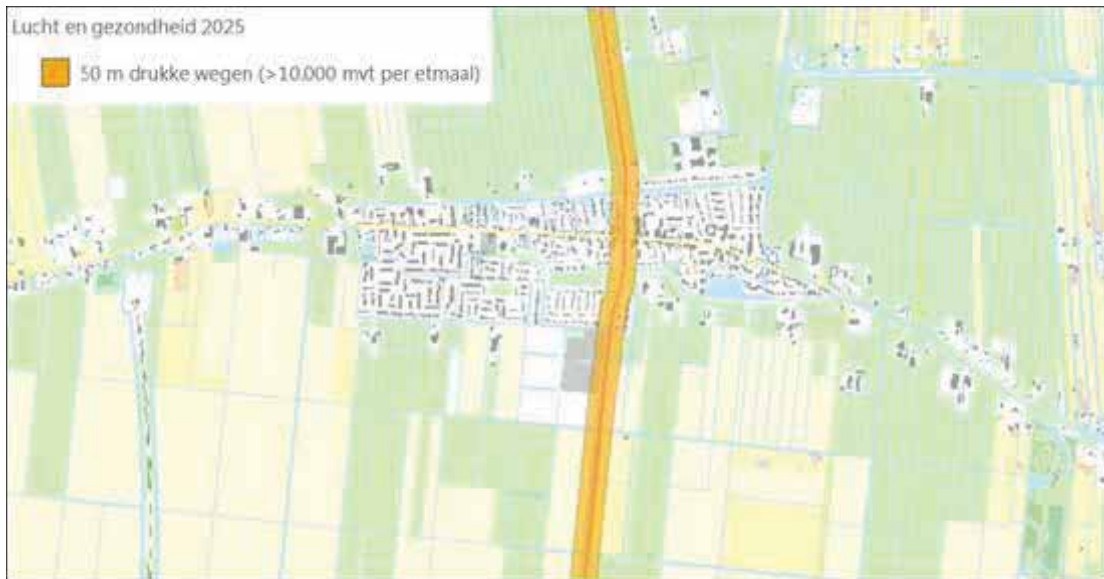 Lucht en gezondheid 2025
50 m drukke wegen (>10.000 mvt per etmaal)